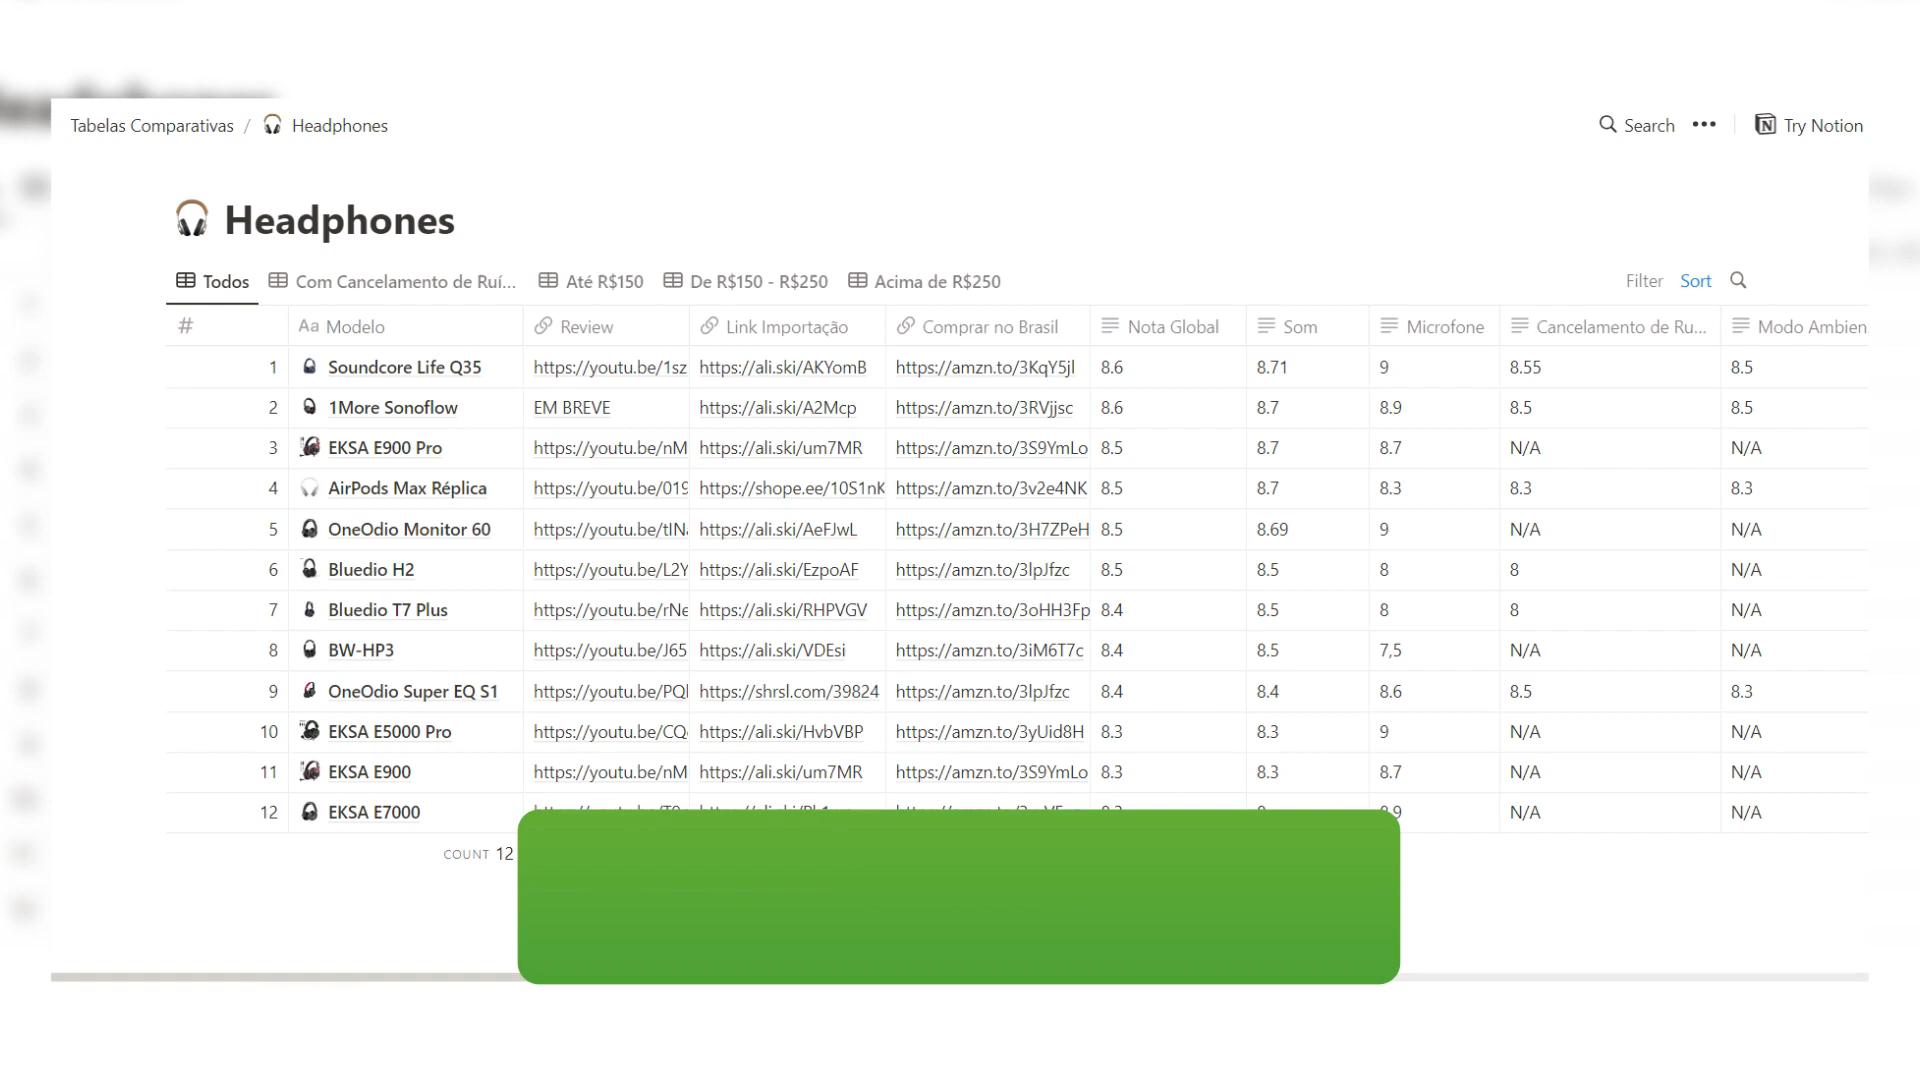 Tabelas Comparativas / Headphones Search ••• Try Notion
Headphones
Todos Com Cancelamento de Ruí... Até R$150 De R$150 - R$250 Acima de R$250 Filter Sort
# Aa Modelo Review Link Importação Comprar no Brasil Nota Global Som Microfone Cancelamento de Ru... Modo Ambien
1 Soundcore Life Q35 https://youtu.be/1sz https://ali.ski/AKYomB https://amzn.to/3KqY5jl 8.6 8.71 9 8.55 8.5
2 1More Sonoflow EM BREVE https://ali.ski/A2Mcp https://amzn.to/3RVjjsc 8.6 8.7 8.9 8.5 8.5
3 EKSA E900 Pro https://youtu.be/nM https://ali.ski/um7MR https://amzn.to/3S9YmLo 8.5 8.7 8.7 N/A N/A
4 AirPods Max Réplica https://youtu.be/019 https://shope.ee/10S1nK https://amzn.to/3v2e4NK 8.5 8.7 8.3 8.3 8.3
5 OneOdio Monitor 60 https://youtu.be/tIN https://ali.ski/AeFJwL https://amzn.to/3H7ZPeH 8.5 8.69 9 N/A N/A
6 Bluedio H2 https://youtu.be/L2Y https://ali.ski/EzpoAF https://amzn.to/3lpJfzc 8.5 8.5 8 8 N/A
7 Bluedio T7 Plus https://youtu.be/rNe https://ali.ski/RHPVGV https://amzn.to/3oHH3Fp 8.4 8.5 8 8 N/A
8 BW-HP3 https://youtu.be/J65 https://ali.ski/VDEsi https://amzn.to/3iM6T7c 8.4 8.5 7,5 N/A N/A
9 OneOdio Super EQ S1 https://youtu.be/PQl https://shrsl.com/39824 https://amzn.to/3lpJfzc 8.4 8.4 8.6 8.5 8.3
10 EKSA E5000 Pro https://youtu.be/CQ https://ali.ski/HvbVBP https://amzn.to/3yUid8H 8.3 8.3 9 N/A N/A
11 EKSA E900 https://youtu.be/nM https://ali.ski/um7MR https://amzn.to/3S9YmLo 8.3 8.3 8.7 N/A N/A
12 EKSA E7000 N/A N/A
COUNT 12